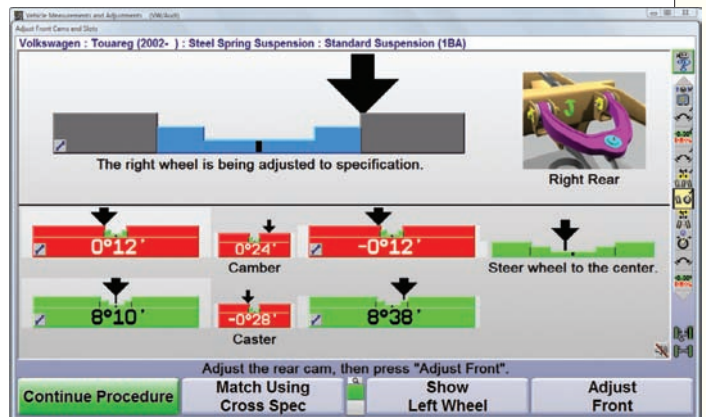 Vehicle Measurements and Adjustments (VW/Audi)
Adjust Front Cams and Slots
Volkswagen : Touareg (2002- ) : Steel Spring Suspension : Standard Suspension (1BA)
The right wheel is being adjusted to specification.
Right Rear
0°12'
0°24'
-0°12'
Camber
Steer wheel to the center.
8°10'
-0°28'
8°38'
Caster
Adjust the rear cam, then press "Adjust Front".
Continue Procedure
Match Using
Cross Spec
Show
Left Wheel
Adjust
Front